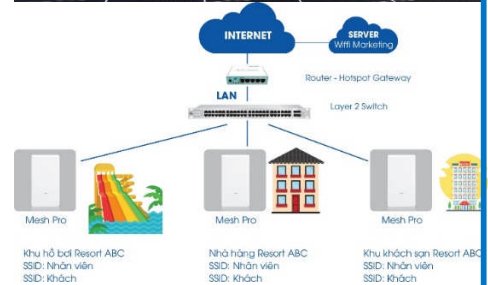 INTERNET
SERVER
Wifi Marketing
Router - Hotspot Gateway
LAN
Layer 2 Switch
Mesh Pro
Mesh Pro
Mesh Pro
Khu hồ bơi Resort ABC
SSID: Nhân viên
SSID: Khách
Nhà hàng Resort ABC
SSID: Nhân viên
SSID: Khách
Khu khách sạn Resort ABC
SSID: Nhân viên
SSID: Khách